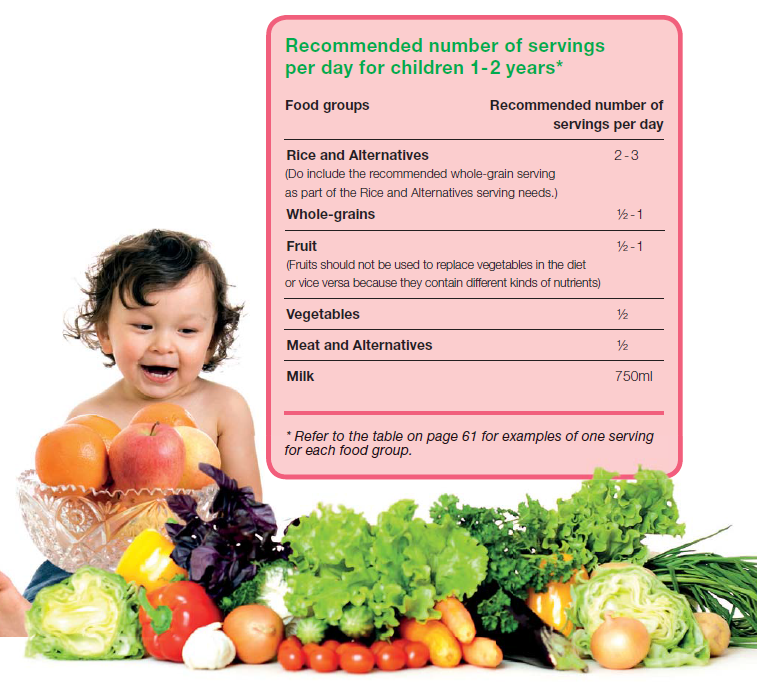 Recommended number of servings
per day for children 1-2 years*
Food groups Recommended number of
servings per day
Rice and Alternatives 2-3
(Do include the recommended whole-grain serving
as part of the Rice and Alternatives serving needs.)
Whole-grains ½-1
Fruit ½-1
(Fruits should not be used to replace vegetables in the diet
or vice versa because they contain different kinds of nutrients)
Vegetables ½
Meat and Alternatives ½
Milk 750ml
* Refer to the table on page 61 for examples of one serving
for each food group.